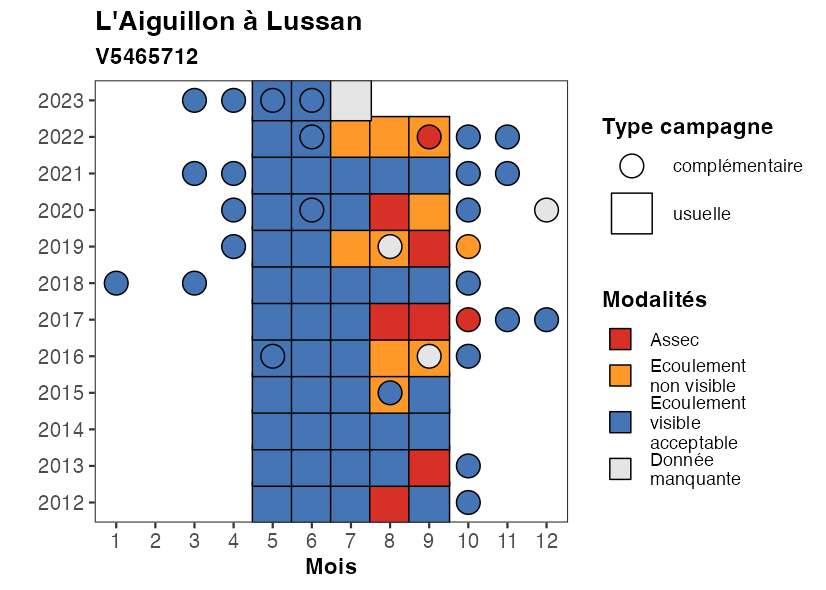 L'Aiguillon à Lussan
V5465712
2023
2022
2021
2020
2019
2018
2017
2016
2015
2014
2013
2012
1 2 3 4 5 6 7 8 9 10 11 12
Mois
Type campagne
complémentaire
usuelle
Modalités
Assec
Ecoulement
non visible
Ecoulement
visible
acceptable
Donnée
manquante